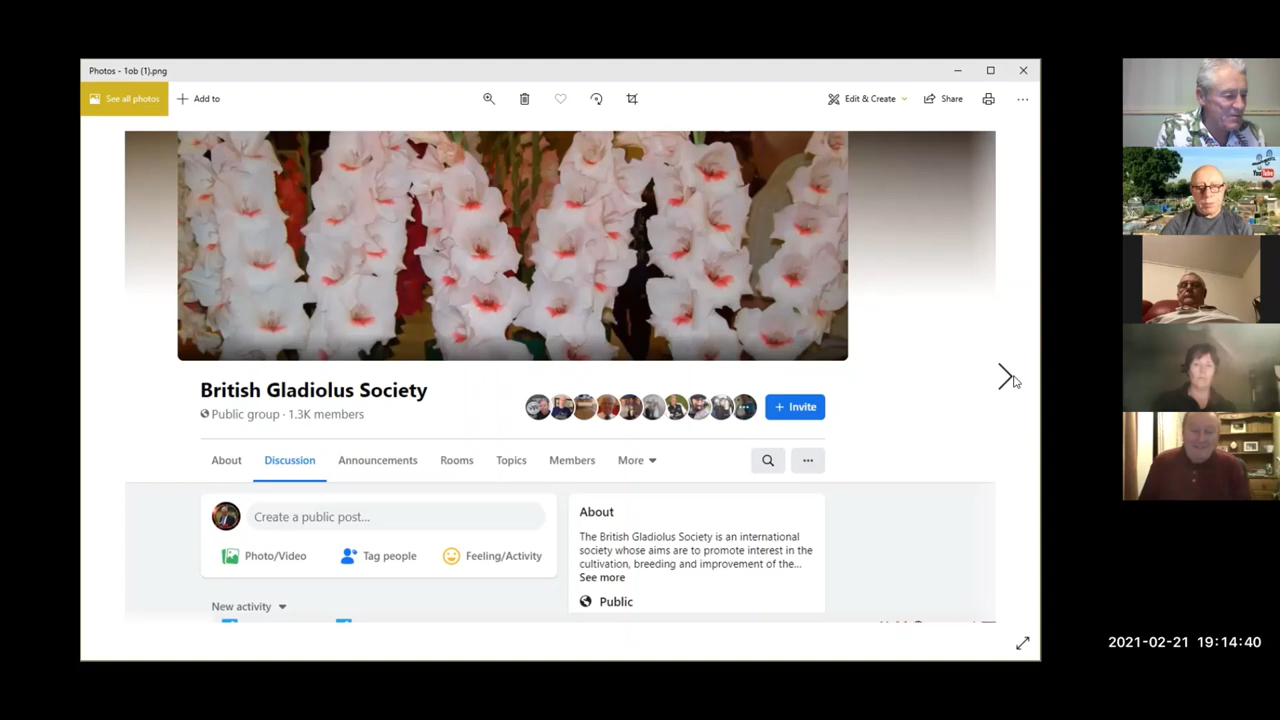 Photos - 1ob (1).png
See all photos
Add to
Edit & Create
Share
British Gladiolus Society
Public group · 1.3K members
+ Invite
About
Discussion
Announcements
Rooms
Topics
Members
More
Create a public post...
Photo/Video
Tag people
Feeling/Activity
New activity
About
The British Gladiolus Society is an international
society whose aims are to promote interest in the
cultivation, breeding and improvement of the...
See more
Public
YouTube
2021-02-21 19:14:40